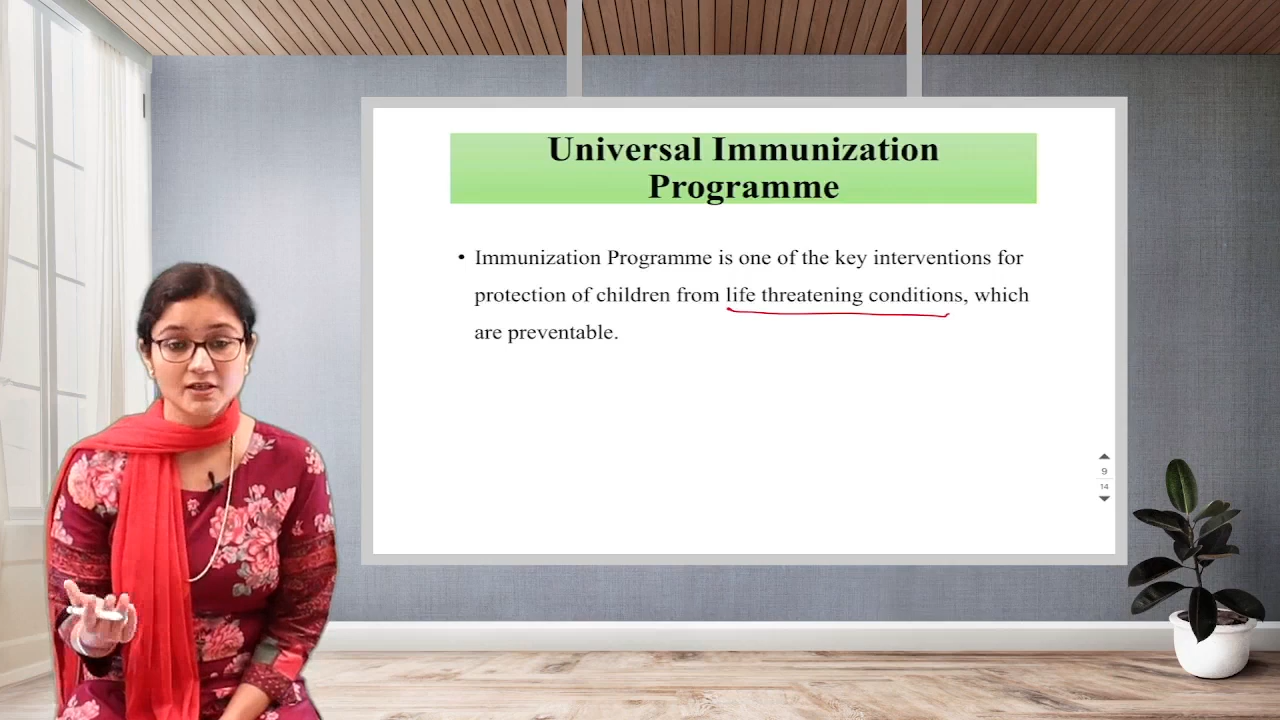 Universal Immunization
Programme
• Immunization Programme is one of the key interventions for
protection of children from life threatening conditions, which
are preventable.
9
14